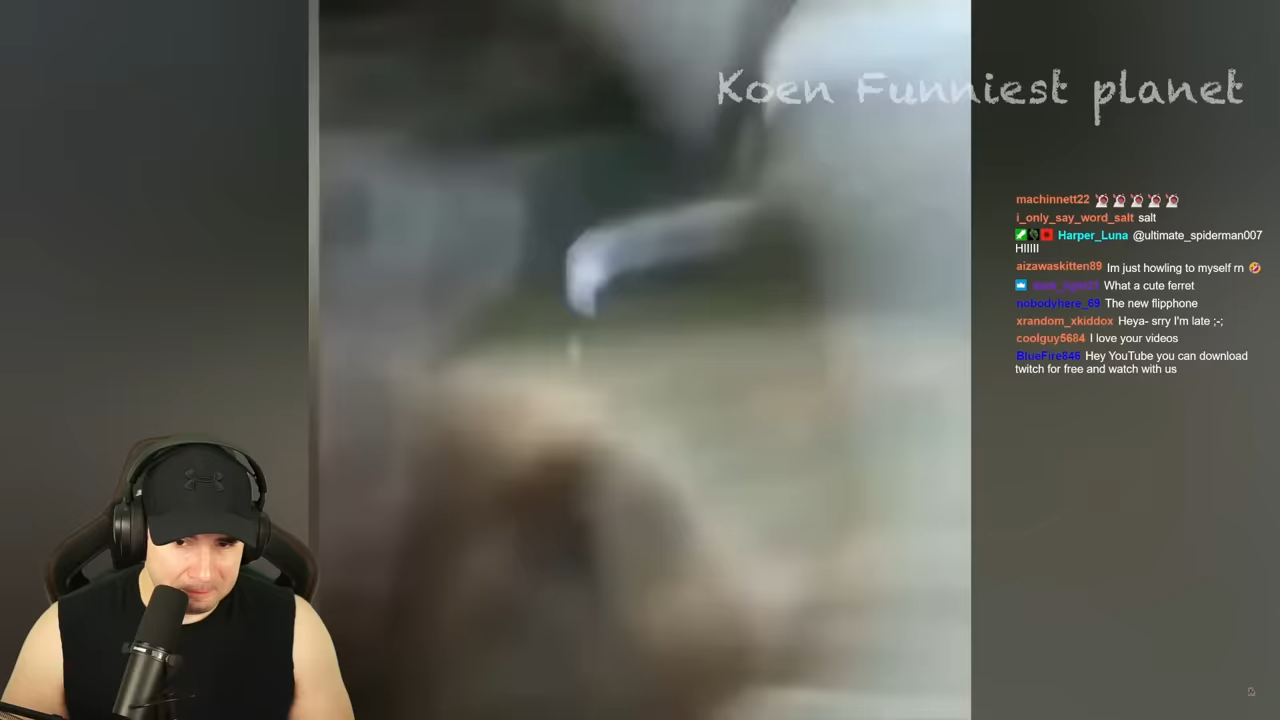 Koen Funniest planet
machinnett22
i_only_say_word_salt salt
Harper_Luna @ultimate_spiderman007
HIIIII
aizawaskitten89 Im just howling to myself rn 🤣
What a cute ferret
nobodyhere_69 The new flipphone
xrandom_xkiddox Heya- srry I'm late ;-;
coolguy5684 I love your videos
BlueFire846 Hey YouTube you can download
twitch for free and watch with us